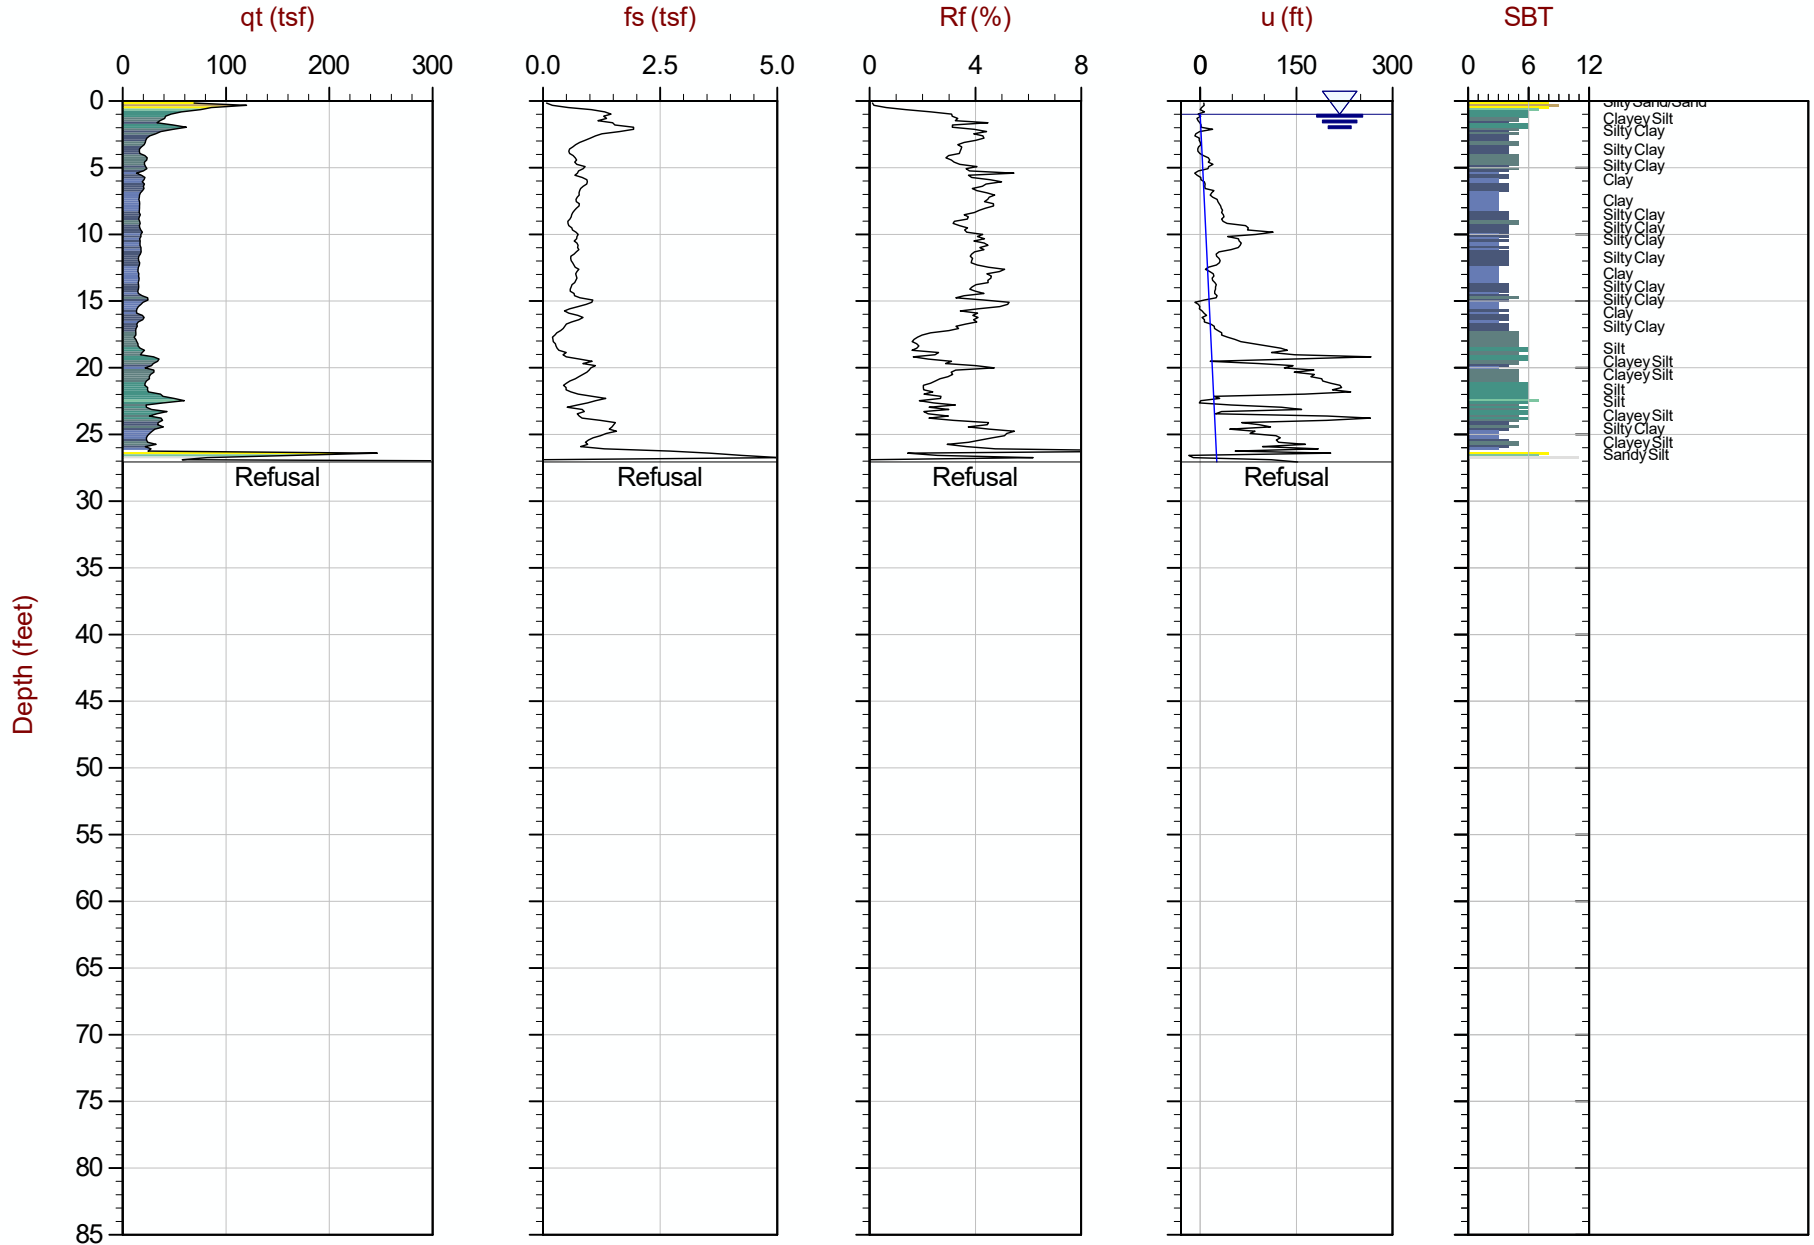 qt (tsf) fs (tsf) Rf (%) u (ft) SBT
0 100 200 300 0.0 2.5 5.0 0 4 8 0 150 300 0 6 12
0
5
10
15
20
25
30
35
40
45
50
55
60
65
70
75
80
85
Depth (feet)
Refusal Refusal Refusal Refusal
Silty Sand/Sand
Clayey Silt
Silty Clay
Silty Clay
Silty Clay
Clay
Clay
Silty Clay
Silty Clay
Silty Clay
Silty Clay
Clay
Silty Clay
Silty Clay
Clay
Silty Clay
Silt
Clayey Silt
Clayey Silt
Silt
Silt
Clayey Silt
Silty Clay
Clayey Silt
Sandy Silt